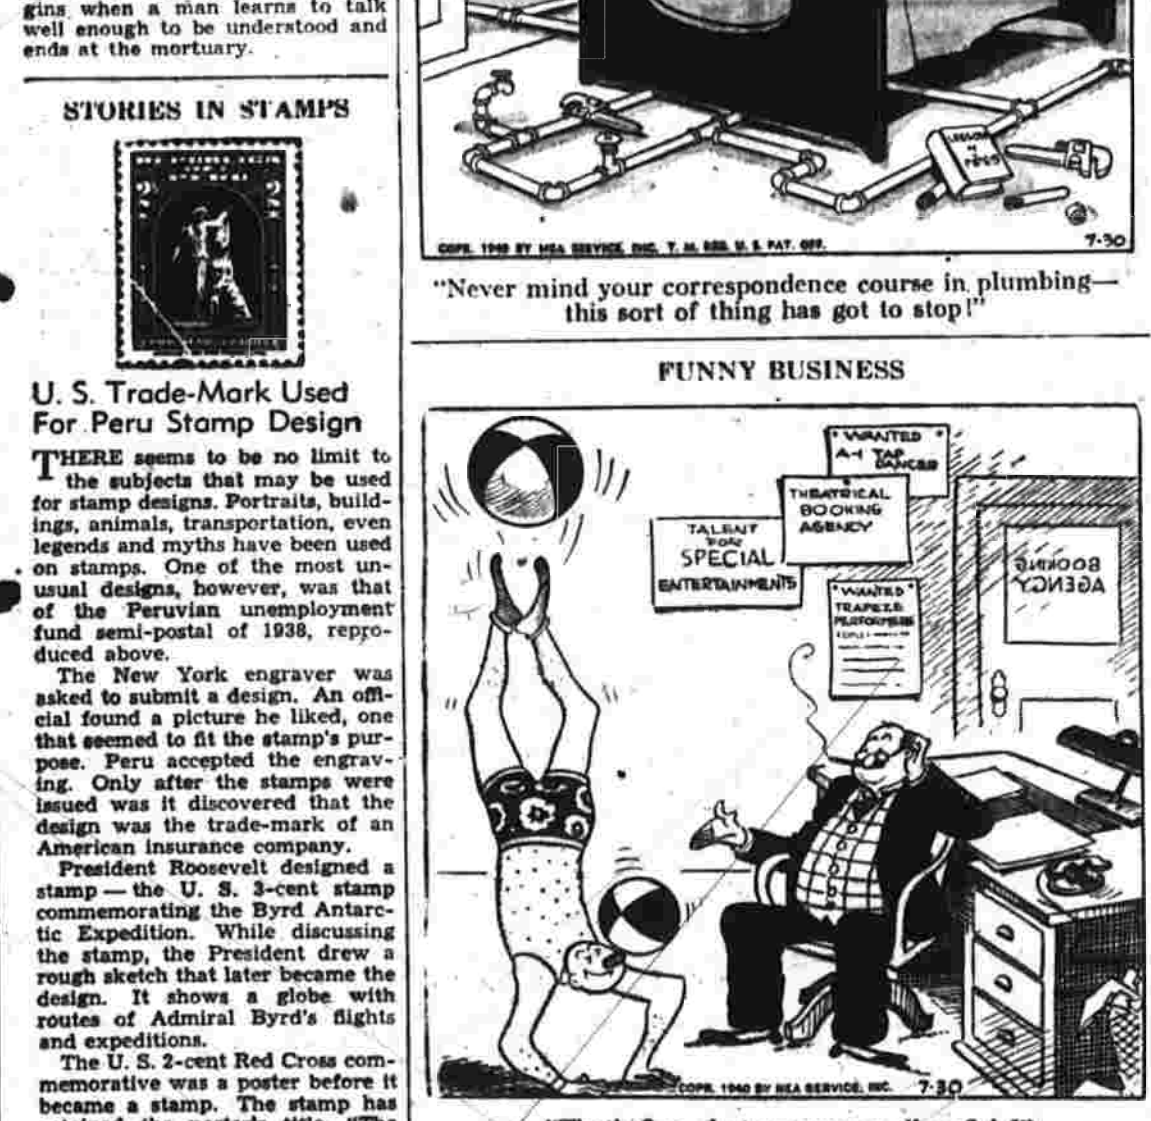 gins when a man learns to talk
well enough to be understood and
ends at the mortuary.
STORIES IN STAMPS
U. S. Trade-Mark Used
For Peru Stamp Design
THERE seems to be no limit to
the subjects that may be used
for stamp designs. Portraits, build-
ings, animals, transportation, even
legends and myths have been used
on stamps. One of the most un-
usual designs, however, was that
of the Peruvian unemployment
fund semi-postal of 1938, repro-
duced above.
The New York engraver was
asked to submit a design. An offi-
cial found a picture he liked, one
that seemed to fit the stamp's pur-
pose. Peru accepted the engrav-
ing. Only after the stamps were
issued was it discovered that the
design was the trade-mark of an
American insurance company.
President Roosevelt designed a
stamp — the U. S. 3-cent stamp
commemorating the Byrd Antarc-
tic Expedition. While discussing
the stamp, the President drew a
rough sketch that later became the
design. It shows a globe with
routes of Admiral Byrd's flights
and expeditions.
The U. S. 2-cent Red Cross com-
memorative was a poster before it
became a stamp. The stamp has
COPR. 1940 BY NEA SERVICE, INC. T. M. REG. U. S. PAT. OFF.
7-30
"Never mind your correspondence course in plumbing—
this sort of thing has got to stop!"
FUNNY BUSINESS
WANTED
A-1 TAP
DANCER
THEATRICAL
BOOKING
AGENCY
TALENT
FOR
SPECIAL
ENTERTAINMENTS
WANTED
TRAPEZE
PERFORMERS
BOOKING
AGENCY
COPR. 1940 BY NEA SERVICE, INC. 7-30